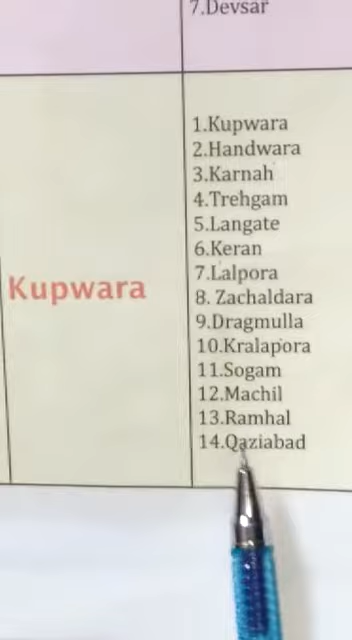 7.Devsar
Kupwara
1.Kupwara
2.Handwara
3.Karnah
4.Trehgam
5.Langate
6.Keran
7.Lalpora
8. Zachaldara
9.Dragmulla
10.Kralapora
11.Sogam
12.Machil
13.Ramhal
14.Qaziabad